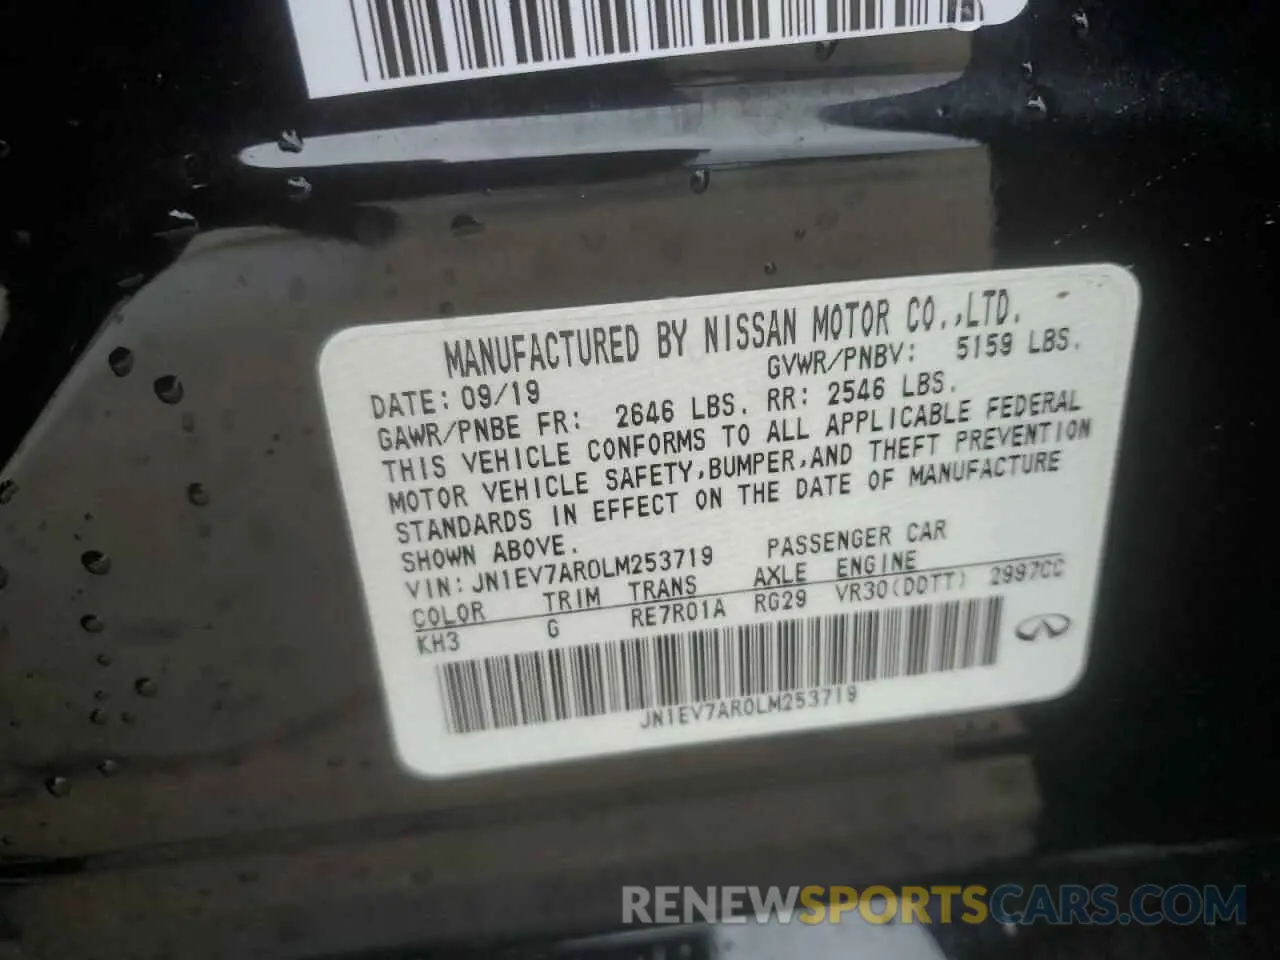 MANUFACTURED BY NISSAN MOTOR CO.,LTD.
DATE: 09/19 GVWR/PNBV: 5159 LBS.
GAWR/PNBE FR: 2646 LBS. RR: 2546 LBS.
THIS VEHICLE CONFORMS TO ALL APPLICABLE FEDERAL
MOTOR VEHICLE SAFETY,BUMPER,AND THEFT PREVENTION
STANDARDS IN EFFECT ON THE DATE OF MANUFACTURE
SHOWN ABOVE.
VIN:JN1EV7AR0LM253719 PASSENGER CAR
COLOR TRIM TRANS AXLE ENGINE
KH3 G RE7R01A RG29 VR30(DDTT) 2997CC
JN1EV7AR0LM253719
RENEWSPORTSCARS.COM